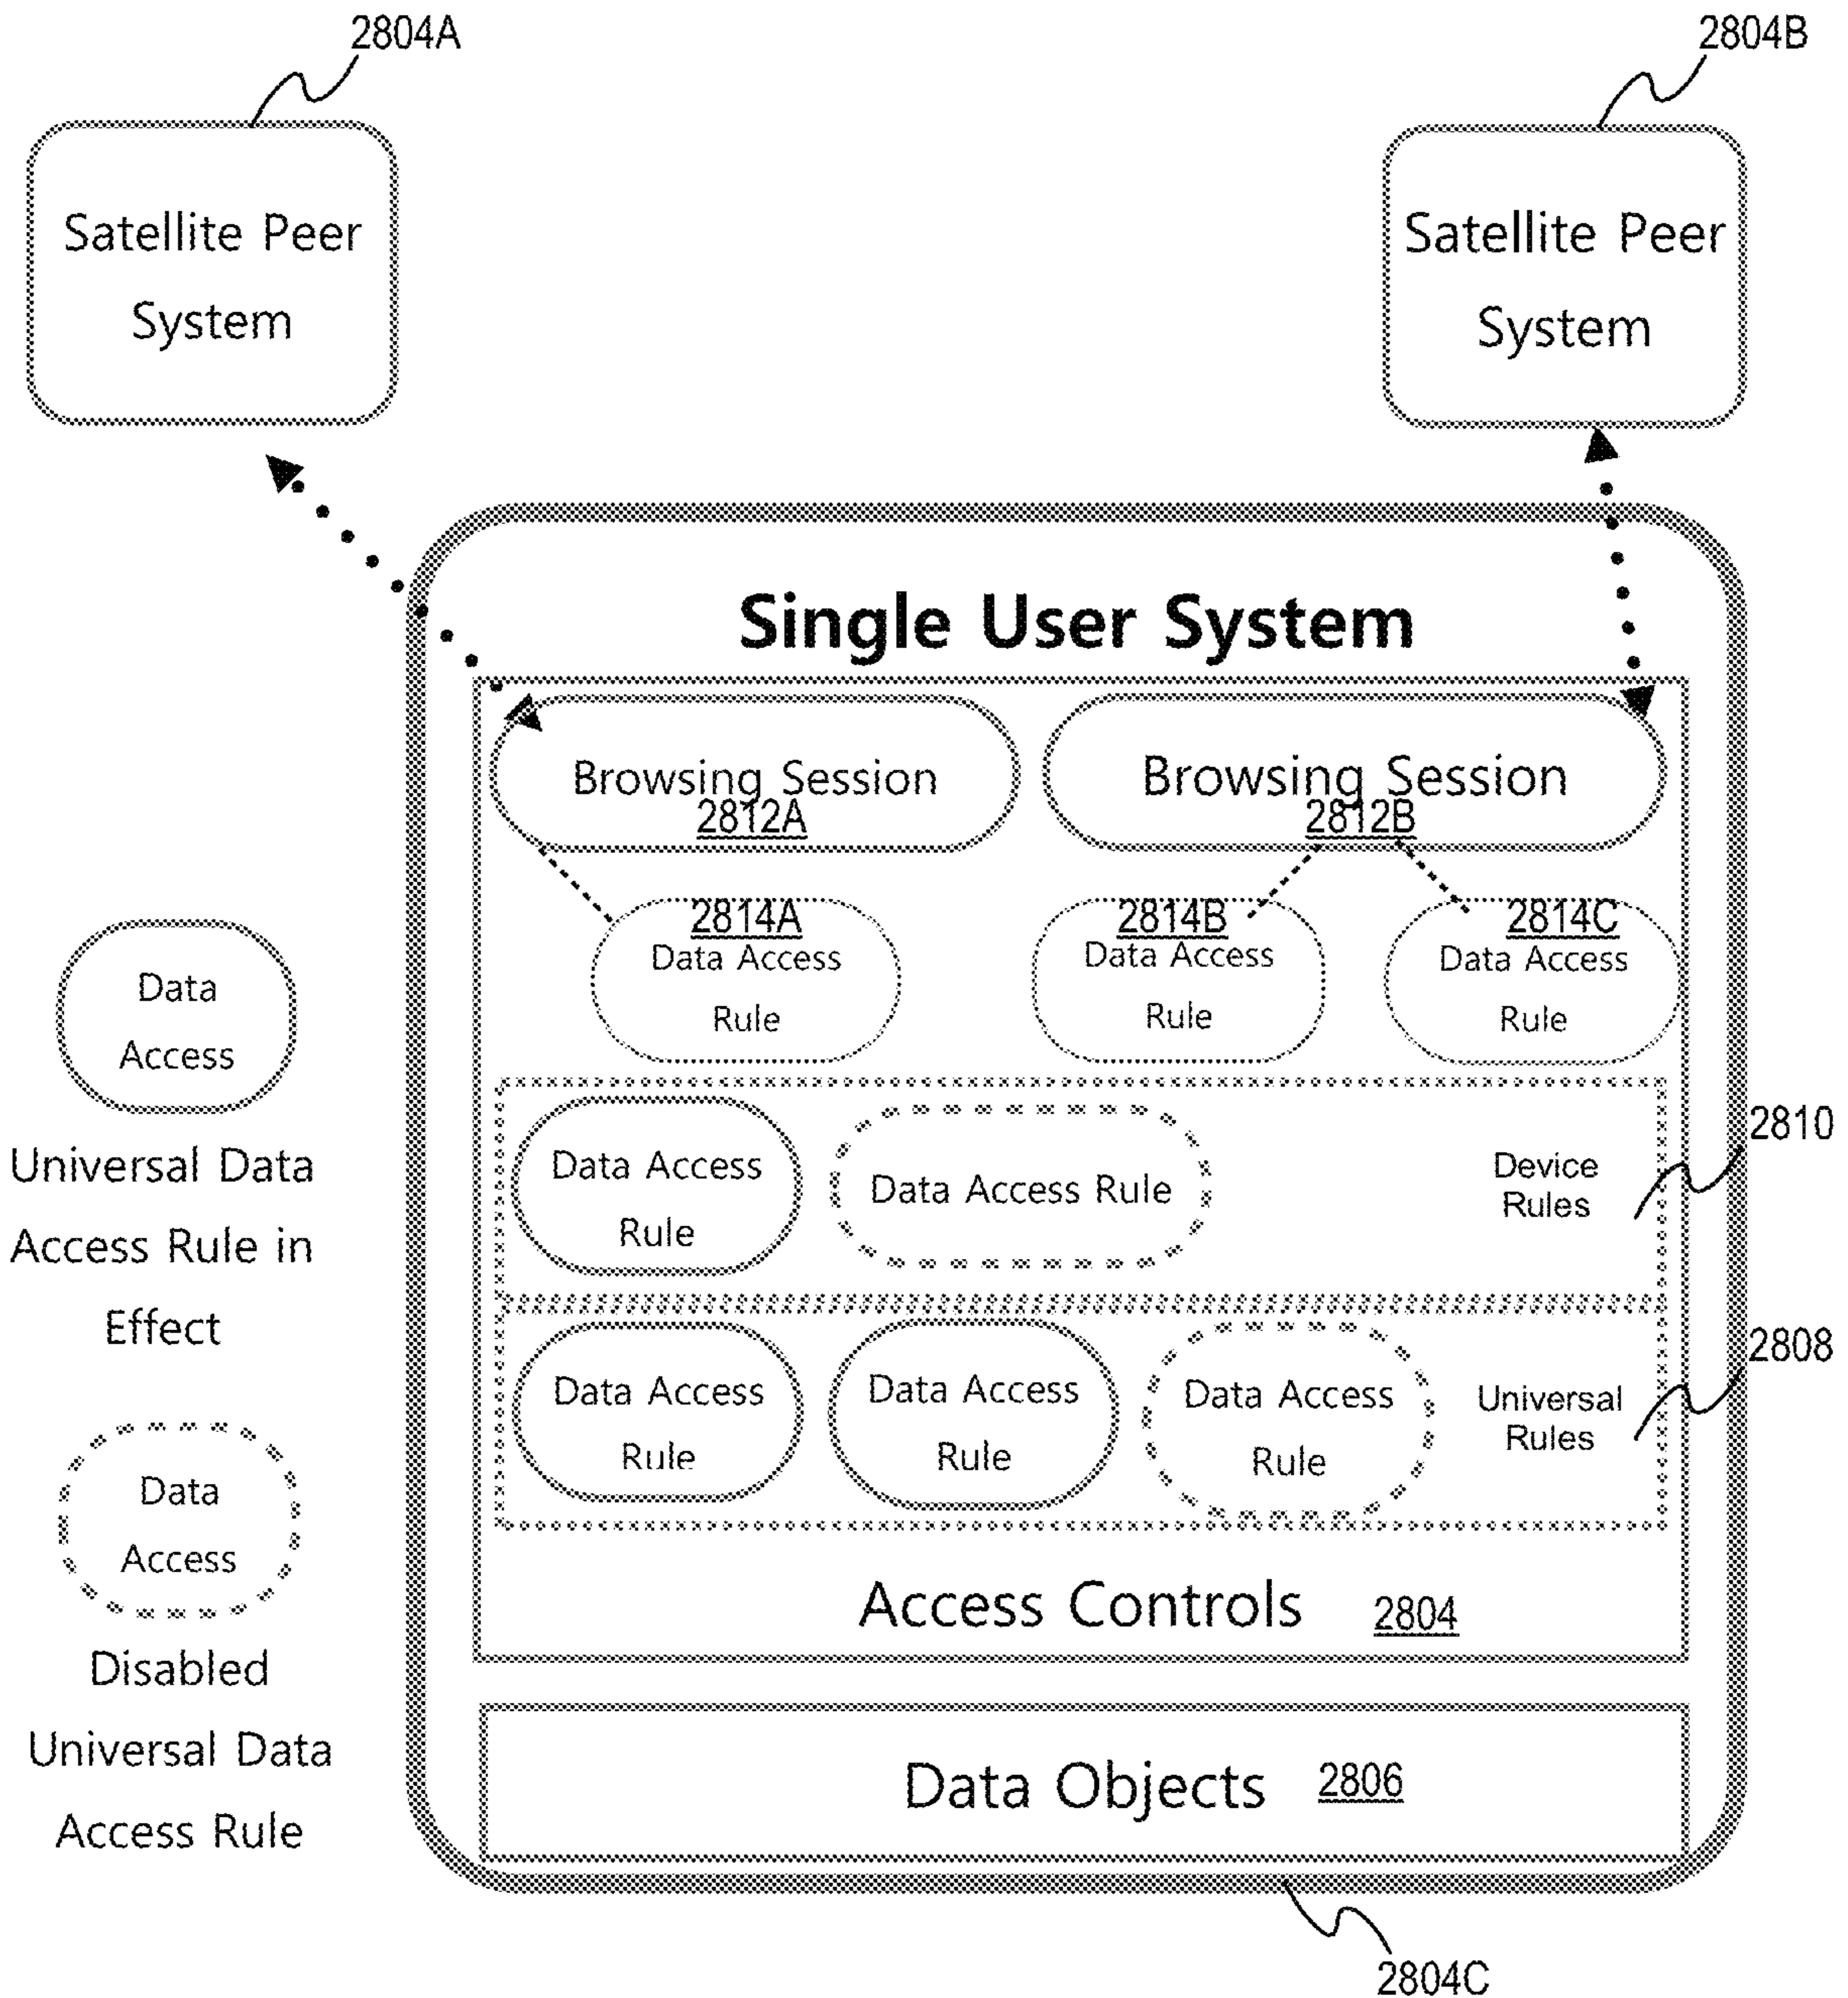 2804A
2804B
Satellite Peer
System
Satellite Peer
System
Single User System
Browsing Session
2812A
Browsing Session
2812B
2814A
Data Access
Rule
2814B
Data Access
Rule
2814C
Data Access
Rule
Data
Access
Universal Data
Access Rule in
Effect
Data Access
Rule
Data Access Rule
Device
Rules
2810
Data Access
Rule
Data Access
Rule
Data Access
Rule
Universal
Rules
2808
Data
Access
Disabled
Universal Data
Access Rule
Access Controls 2804
Data Objects 2806
2804C